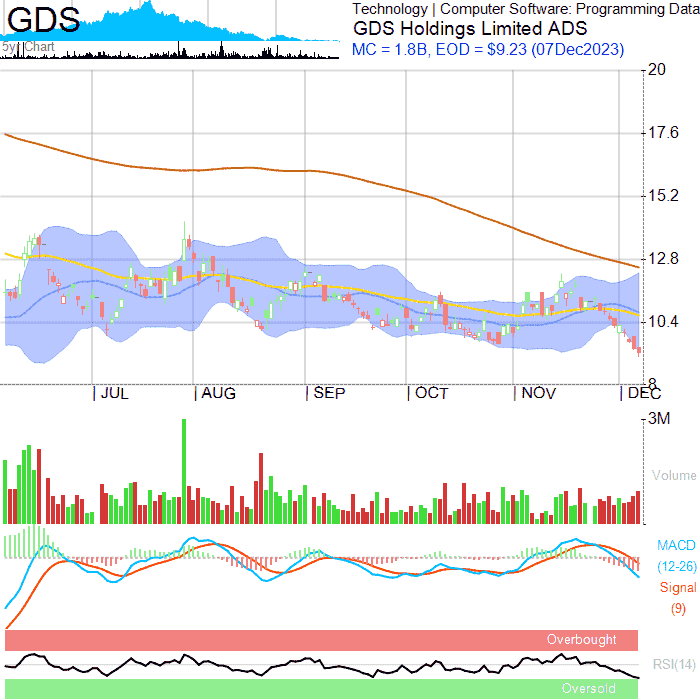 GDS
5yr Chart
Technology | Computer Software: Programming Data
GDS Holdings Limited ADS
MC = 1.8B, EOD = $9.23 (07Dec2023)
20
17.6
15.2
12.8
10.4
8
JUL
AUG
SEP
OCT
NOV
DEC
3M
Volume
MACD
(12-26)
Signal
(9)
Overbought
RSI(14)
Oversold